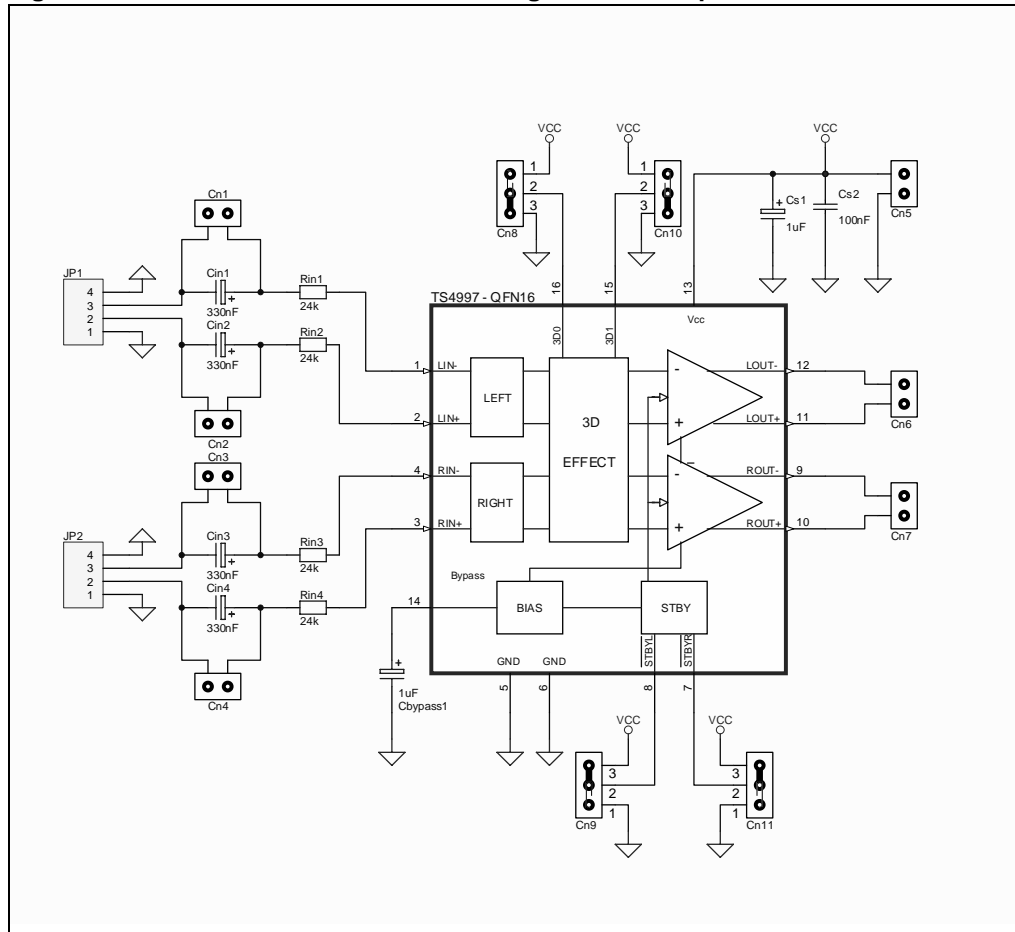 VCC
VCC
VCC
1
2
3
Cn8
1
2
3
Cn10
+
Cs1
1uF
Cs2
100nF
Cn5
Cn1
JP1
4
3
2
1
Cin1
+
330nF
Cin2
+
330nF
Rin1
24k
Rin2
24k
Cn2
Cn3
JP2
4
3
2
1
Cin3
+
330nF
Cin4
+
330nF
Rin3
24k
Rin4
24k
Cn4
16
15
13
TS4997 - QFN16
3D0
3D1
Vcc
1
LIN-
2
LIN+
LEFT
4
RIN-
3
RIN+
RIGHT
3D
EFFECT
-
+
-
+
LOUT-
12
LOUT+
11
Cn6
ROUT-
9
ROUT+
10
Cn7
Bypass
14
BIAS
STBY
STBYL
STBYR
GND
GND
5
6
8
7
+
1uF
Cbypass1
VCC
3
2
1
Cn9
VCC
3
2
1
Cn11